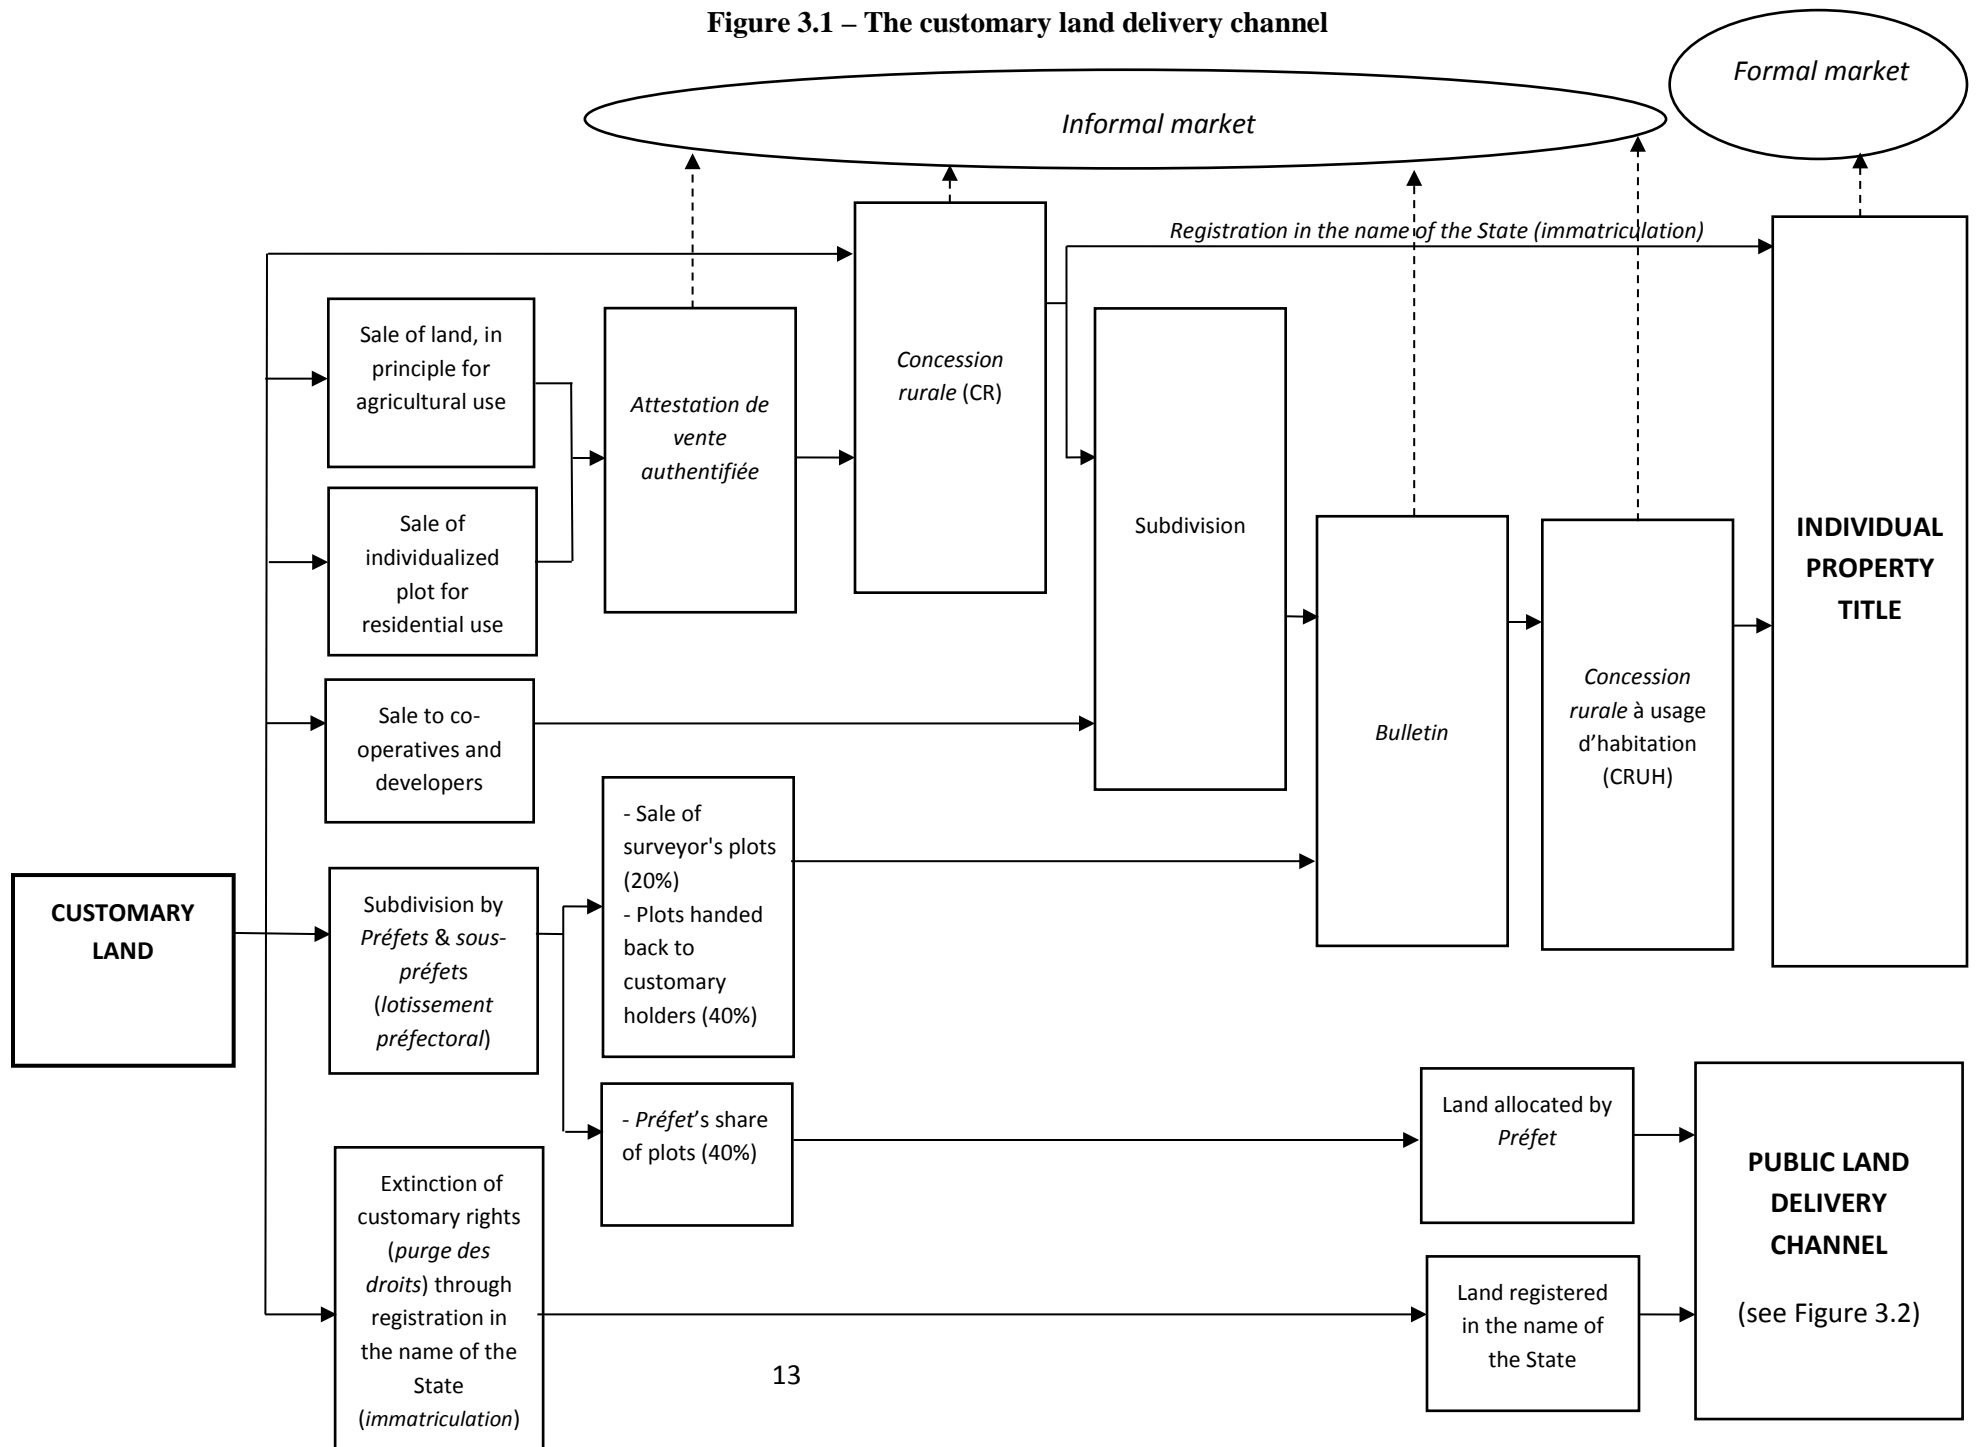 Figure 3.1 – The customary land delivery channel
Formal market
Informal market
Registration in the name of the State (immatriculation)
Sale of land, in
principle for
agricultural use
Attestation de
vente
authentifiée
Concession
rurale (CR)
Sale of
individualized
plot for
residential use
Subdivision
INDIVIDUAL
PROPERTY
TITLE
Sale to co-
operatives and
developers
Bulletin
Concession
rurale à usage
d’habitation
(CRUH)
CUSTOMARY
LAND
Subdivision by
Préfets & sous-
préfets
(lotissement
préfectoral)
- Sale of
surveyor's plots
(20%)
- Plots handed
back to
customary
holders (40%)
- Préfet’s share
of plots (40%)
Land allocated by
Préfet
PUBLIC LAND
DELIVERY
CHANNEL
(see Figure 3.2)
Extinction of
customary rights
(purge des
droits) through
registration in
the name of the
State
(immatriculation)
Land registered
in the name of
the State
13